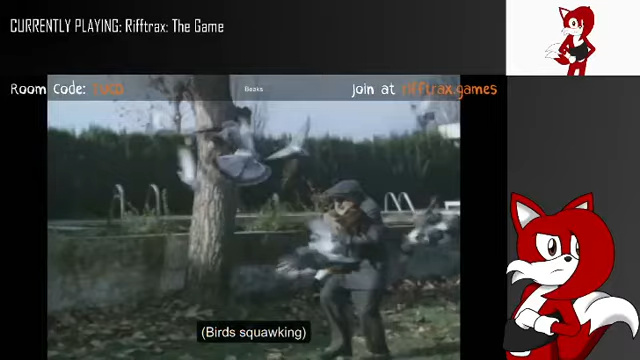 CURRENTLY PLAYING: Rifftrax: The Game
Room Code:
join at rifftrax.games
(Birds squawking)